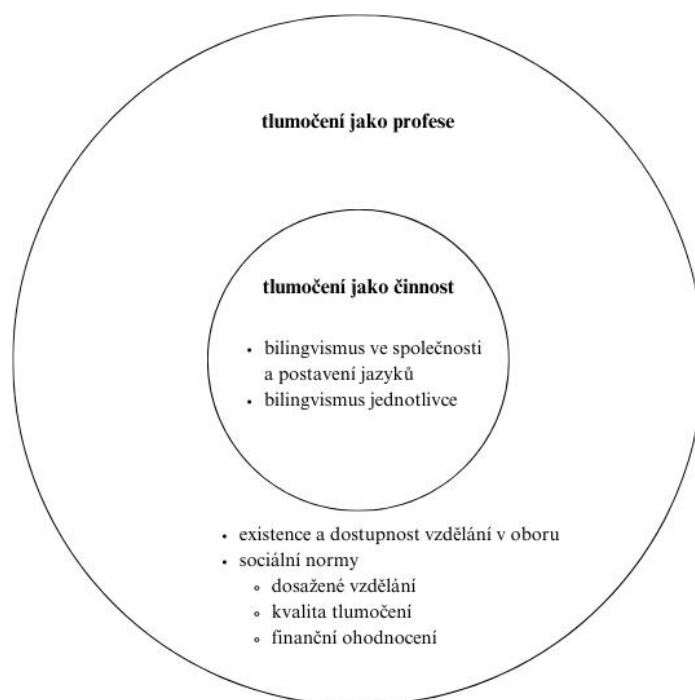 tlumočení jako profese
tlumočení jako činnost
• bilingvismus ve společnosti
a postavení jazyků
• bilingvismus jednotlivce
• existence a dostupnost vzdělání v oboru
• sociální normy
◦ dosažené vzdělání
◦ kvalita tlumočení
◦ finanční ohodnocení